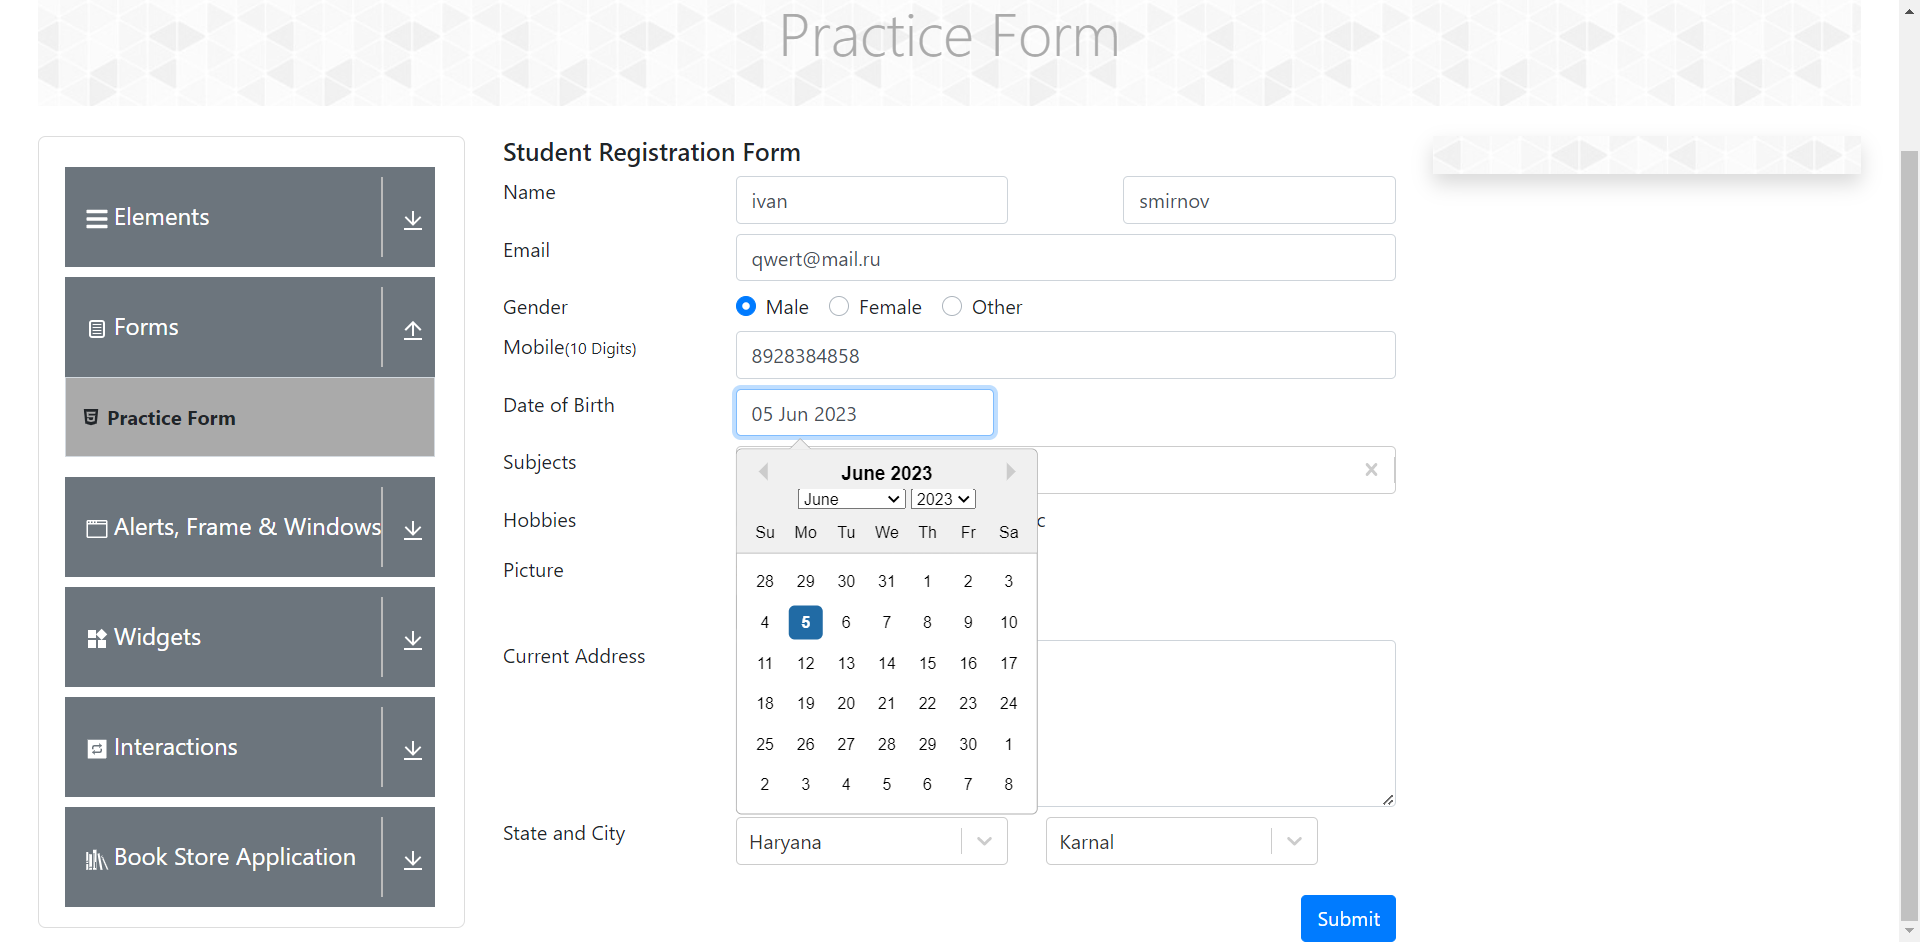 Practice Form
Elements
Forms
Practice Form
Alerts, Frame & Windows
Widgets
Interactions
Book Store Application
Student Registration Form
Name
ivan
smirnov
Email
qwert@mail.ru
Gender
Male
Female
Other
Mobile(10 Digits)
8928384858
Date of Birth
05 Jun 2023
June 2023
June
2023
Su Mo Tu We Th Fr Sa
28 29 30 31 1 2 3
4 5 6 7 8 9 10
11 12 13 14 15 16 17
18 19 20 21 22 23 24
25 26 27 28 29 30 1
2 3 4 5 6 7 8
Subjects
Hobbies
c
Picture
Current Address
State and City
Haryana
Karnal
Submit